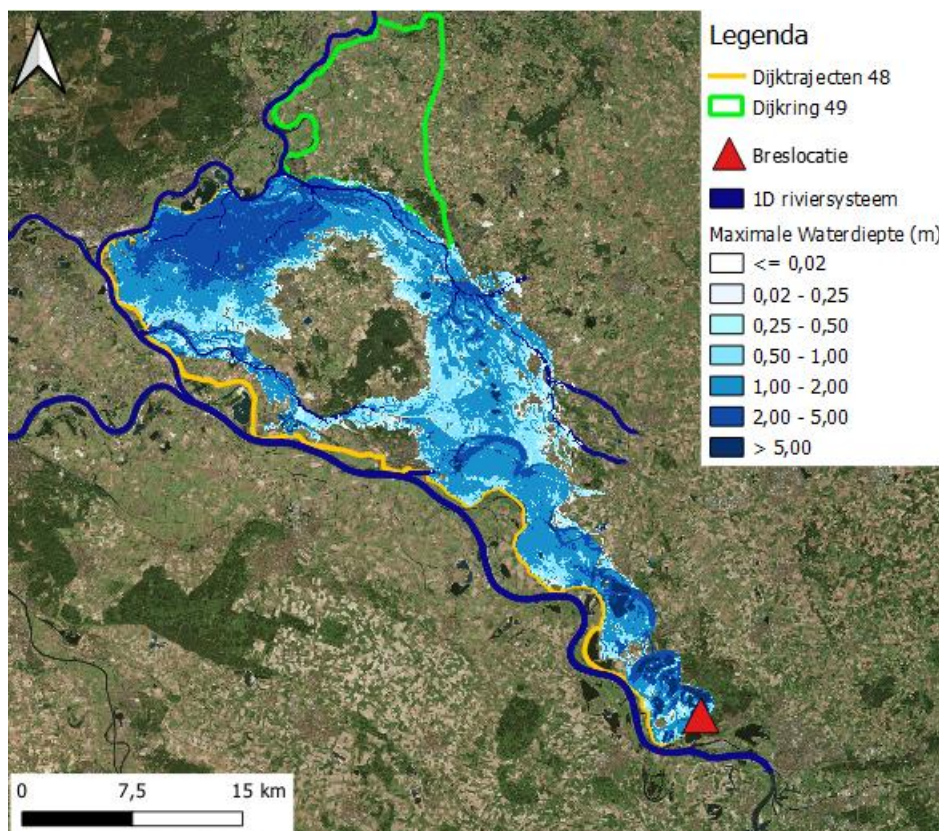 Legenda
Dijktrajecten 48
Dijkring 49
Breslocatie
1D riviersysteem
Maximale Waterdiepte (m)
<= 0,02
0,02 - 0,25
0,25 - 0,50
0,50 - 1,00
1,00 - 2,00
2,00 - 5,00
> 5,00
0 7,5 15 km